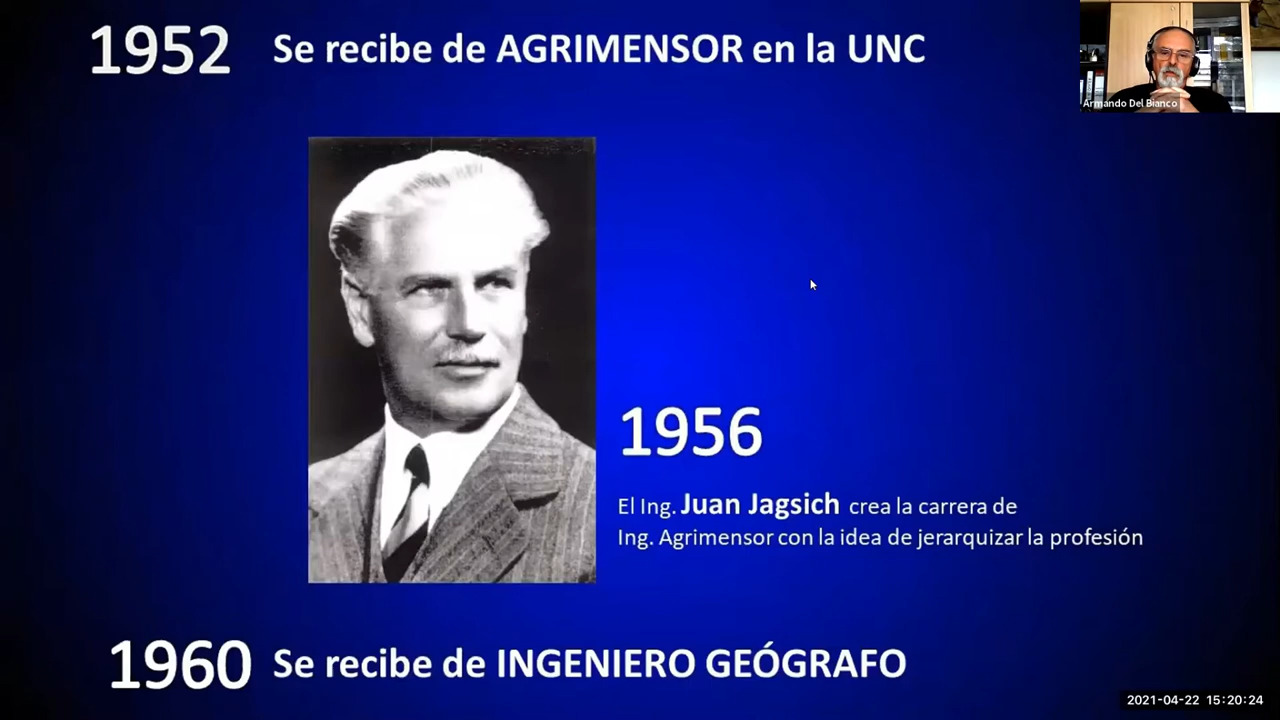 1952 Se recibe de AGRIMENSOR en la UNC
Armando Del Bianco
1956
El Ing. Juan Jagsich crea la carrera de
Ing. Agrimensor con la idea de jerarquizar la profesión
1960 Se recibe de INGENIERO GEÓGRAFO
2021-04-22 15:20:24